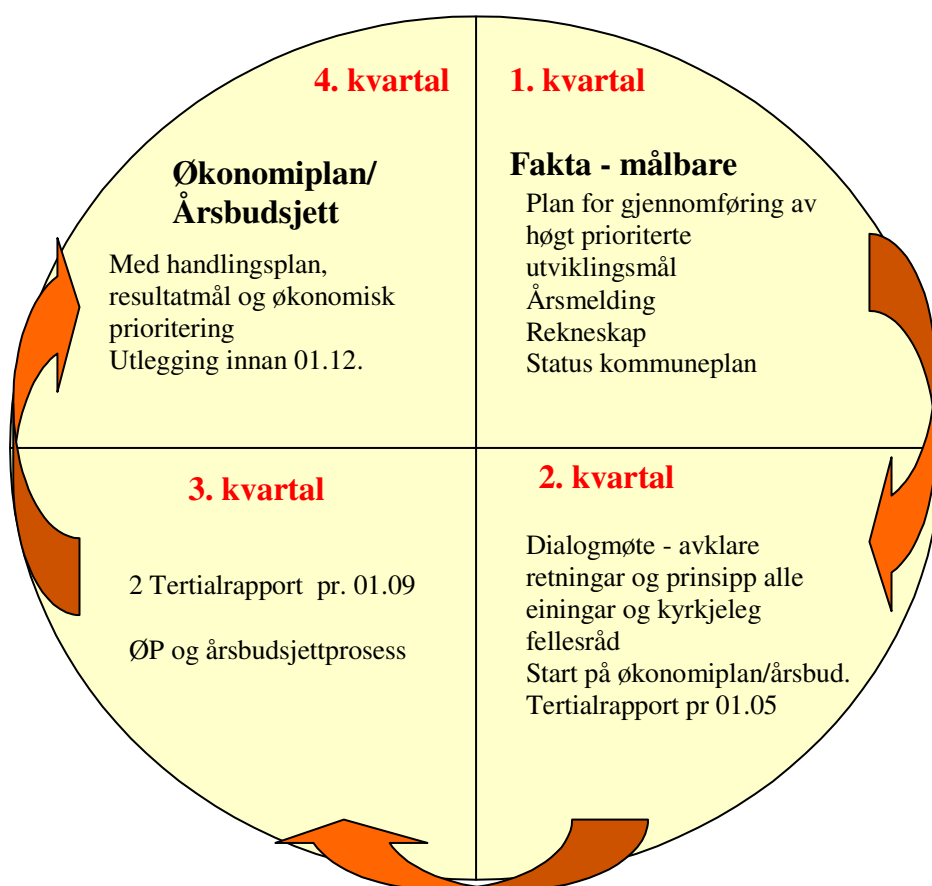 1. kvartal
Fakta - målbare
Plan for gjennomføring av
høgt prioriterte
utviklingsmål
Årsmelding
Rekneskap
Status kommuneplan
2. kvartal
Dialogmøte - avklare
retningar og prinsipp alle
einingar og kyrkjeleg
fellesråd
Start på økonomiplan/årsbud.
Tertialrapport pr 01.05
3. kvartal
2 Tertialrapport  pr. 01.09
ØP og årsbudsjettprosess
4. kvartal
Økonomiplan/
Årsbudsjett
Med handlingsplan,
resultatmål og økonomisk
prioritering
Utlegging innan 01.12.